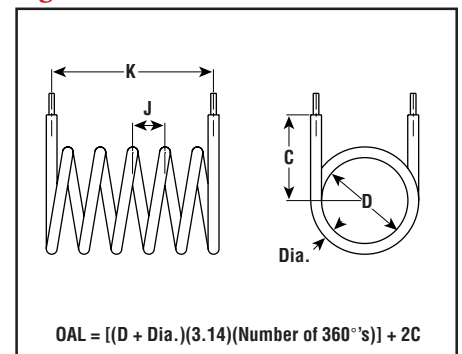 K
J
C
D
Dia.
OAL = [(D + Dia.)(3.14)(Number of 360°'s)] + 2C